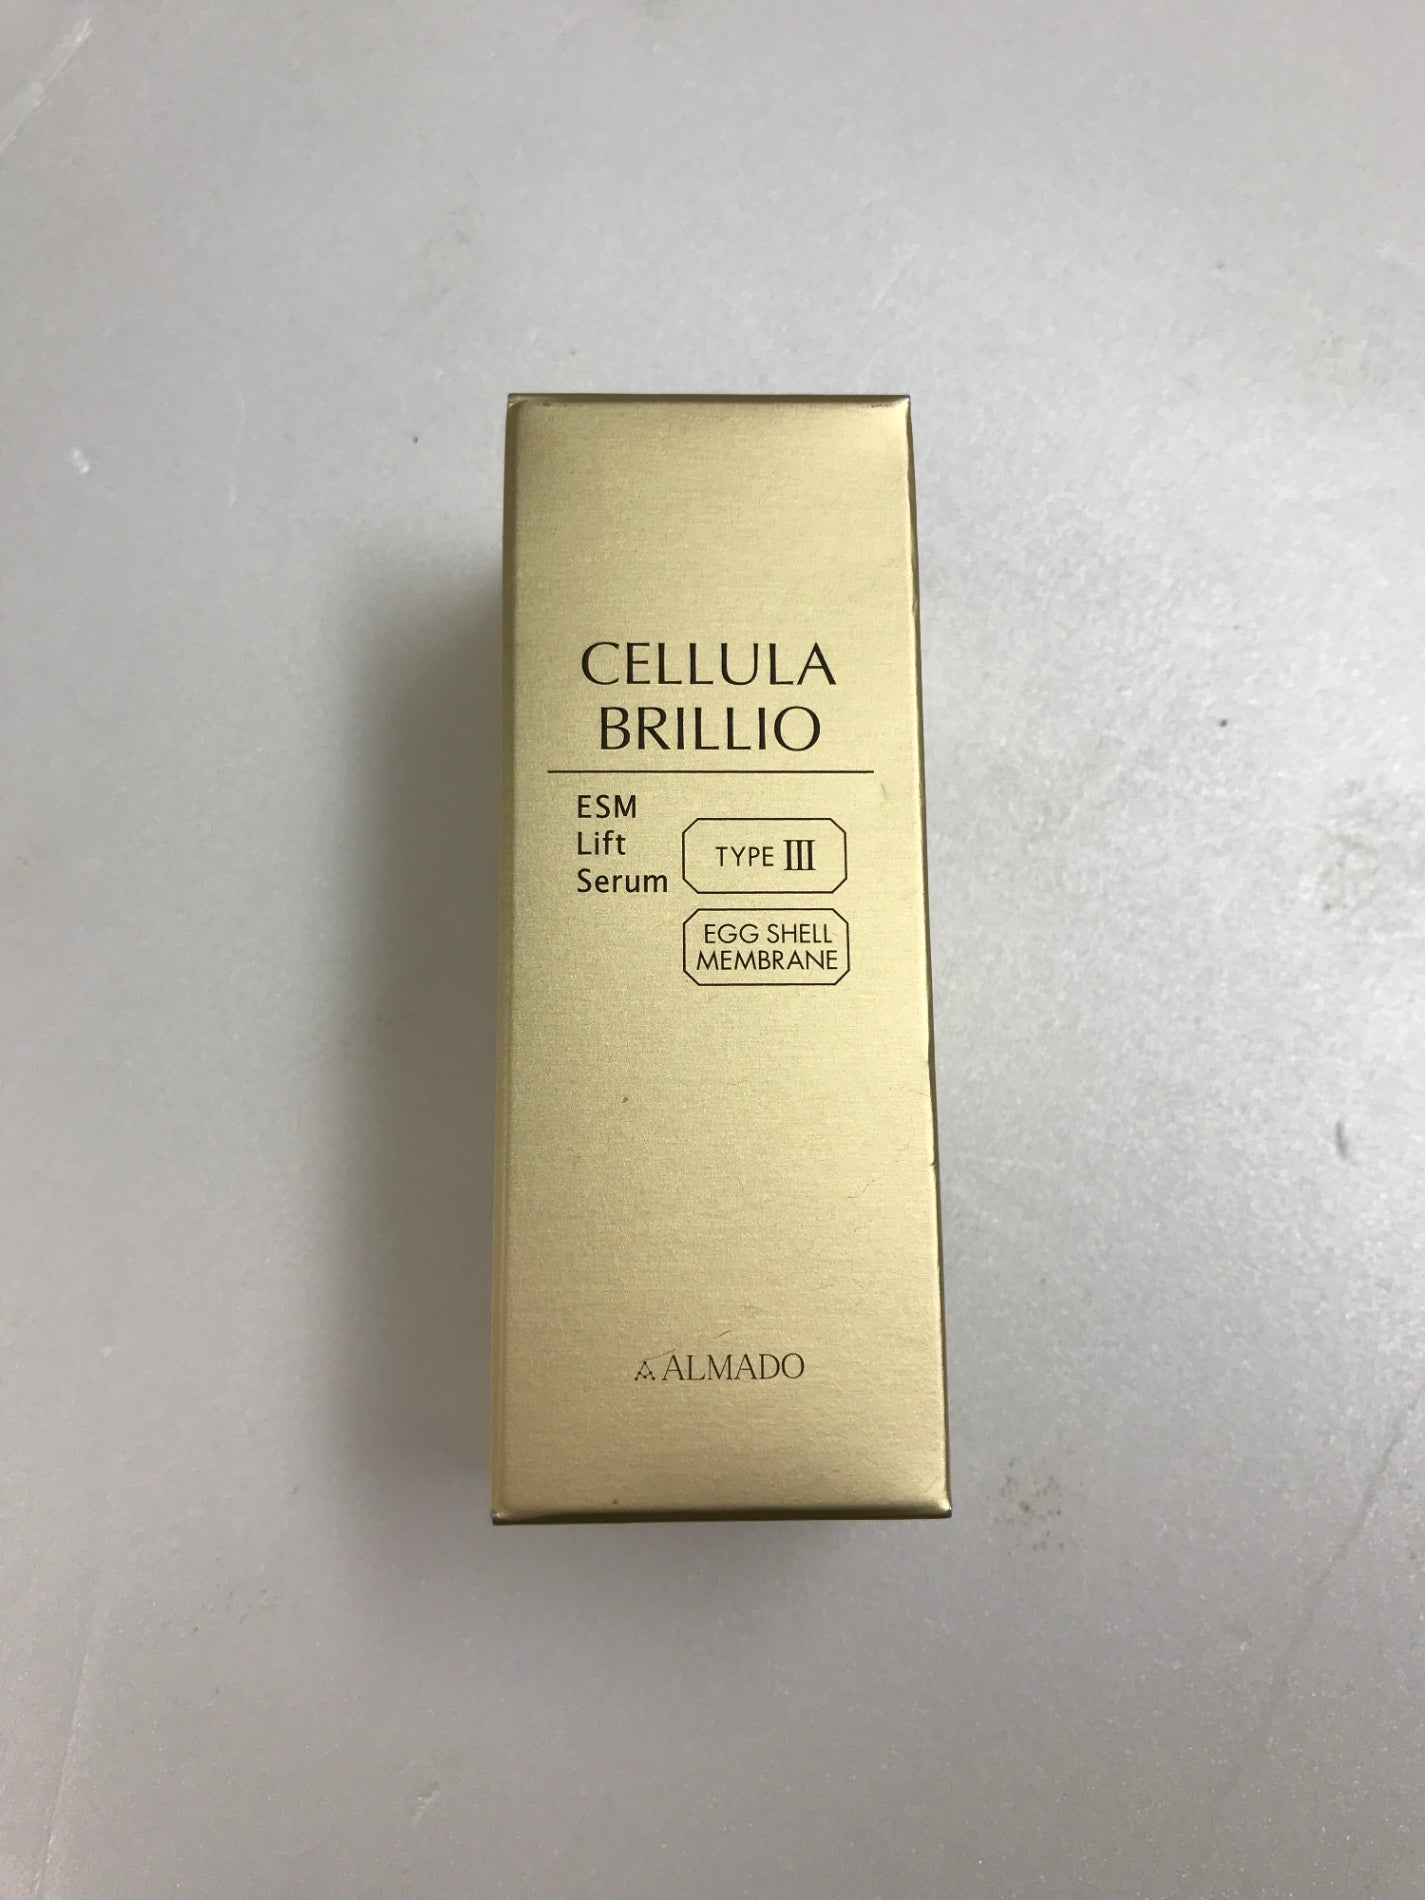 CELLULA
BRILLIO
ESM
Lift
Serum
TYPE III
EGG SHELL
MEMBRANE
ALMADO